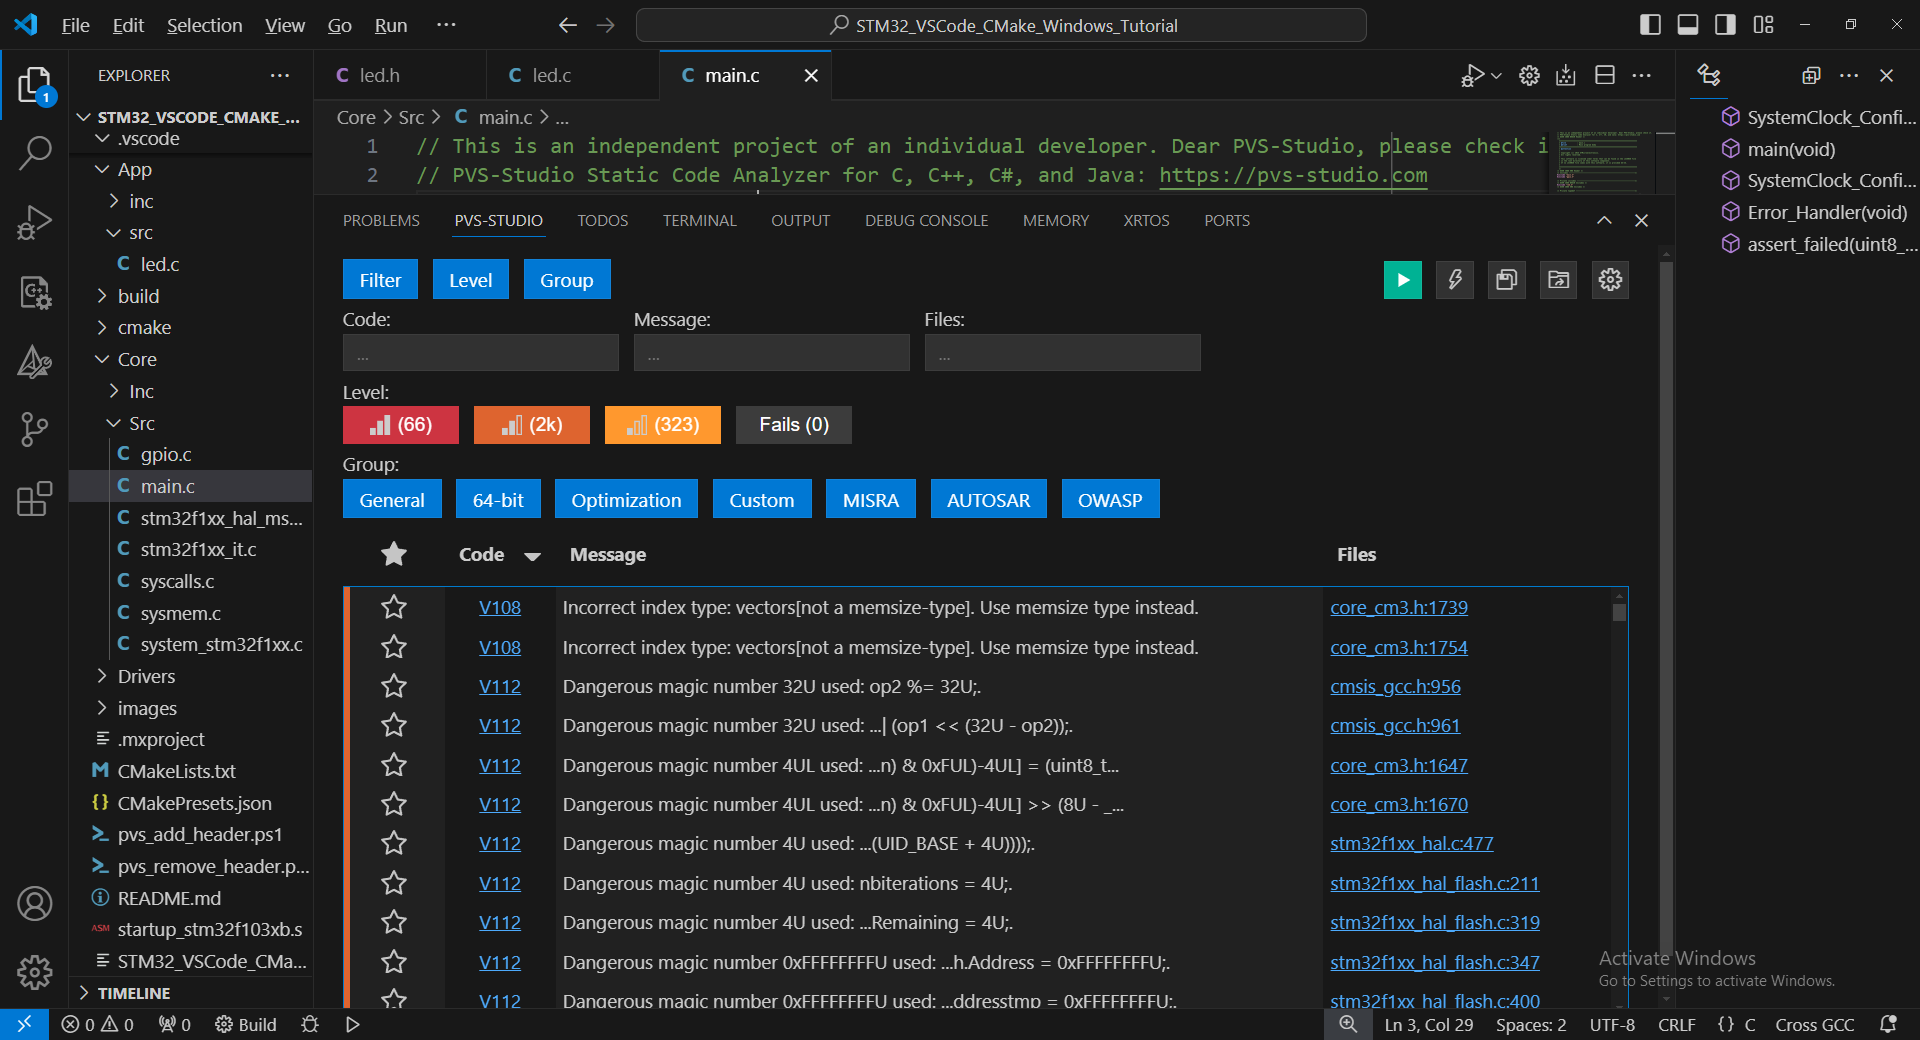 File Edit Selection View Go Run ···
STM32_VSCode_CMake_Windows_Tutorial
EXPLORER ···
1
STM32_VSCODE_CMAKE_...
.vscode
App
inc
src
C led.c
build
cmake
Core
Inc
Src
C gpio.c
C main.c
C stm32f1xx_hal_ms...
C stm32f1xx_it.c
C syscalls.c
C sysmem.c
C system_stm32f1xx.c
Drivers
images
.mxproject
M CMakeLists.txt
{} CMakePresets.json
pvs_add_header.ps1
pvs_remove_header.p...
README.md
ASM startup_stm32f103xb.s
STM32_VSCode_CMa...
TIMELINE
C led.h C led.c C main.c
Core > Src > C main.c > ...
1 // This is an independent project of an individual developer. Dear PVS-Studio, please check i
2 // PVS-Studio Static Code Analyzer for C, C++, C#, and Java: https://pvs-studio.com
PROBLEMS PVS-STUDIO TODOS TERMINAL OUTPUT DEBUG CONSOLE MEMORY XRTOS PORTS
Filter Level Group
Code: Message: Files:
... ... ...
Level:
(66) (2k) (323) Fails (0)
Group:
General 64-bit Optimization Custom MISRA AUTOSAR OWASP
Code Message Files
V108 Incorrect index type: vectors[not a memsize-type]. Use memsize type instead. core_cm3.h:1739
V108 Incorrect index type: vectors[not a memsize-type]. Use memsize type instead. core_cm3.h:1754
V112 Dangerous magic number 32U used: op2 %= 32U;. cmsis_gcc.h:956
V112 Dangerous magic number 32U used: ...| (op1 << (32U - op2));. cmsis_gcc.h:961
V112 Dangerous magic number 4UL used: ...n) & 0xFUL)-4UL] = (uint8_t... core_cm3.h:1647
V112 Dangerous magic number 4UL used: ...n) & 0xFUL)-4UL] >> (8U - _... core_cm3.h:1670
V112 Dangerous magic number 4U used: ...(UID_BASE + 4U))));. stm32f1xx_hal.c:477
V112 Dangerous magic number 4U used: nbiterations = 4U;. stm32f1xx_hal_flash.c:211
V112 Dangerous magic number 4U used: ...Remaining = 4U;. stm32f1xx_hal_flash.c:319
V112 Dangerous magic number 0xFFFFFFFFU used: ...h.Address = 0xFFFFFFFFU;. stm32f1xx_hal_flash.c:347
V112 Dangerous magic number 0xFFFFFFFFU used: ...ddresstmp = 0xFFFFFFFFU;. stm32f1xx_hal_flash.c:400
SystemClock_Confi...
main(void)
SystemClock_Confi...
Error_Handler(void)
assert_failed(uint8_...
Activate Windows
Go to Settings to activate Windows.
0 0 0 Build Ln 3, Col 29 Spaces: 2 UTF-8 CRLF {} C Cross GCC